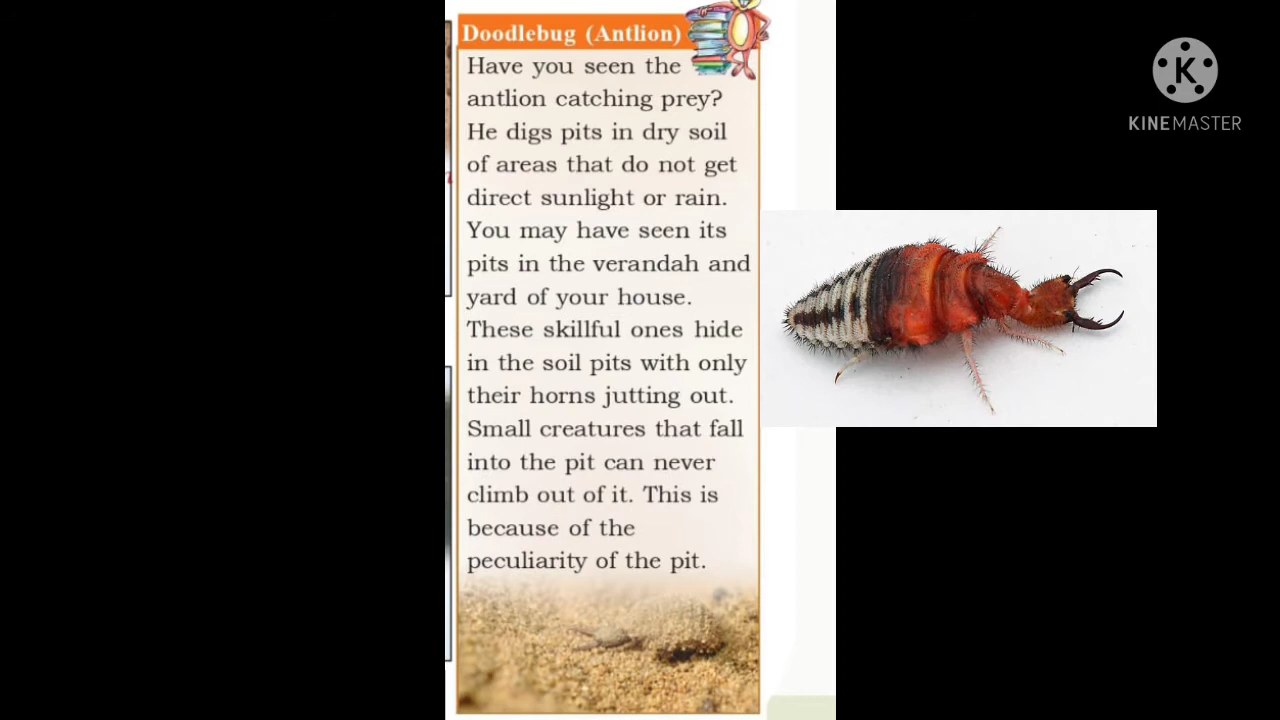 Doodlebug (Antlion)
Have you seen the
antlion catching prey?
He digs pits in dry soil
of areas that do not get
direct sunlight or rain.
You may have seen its
pits in the verandah and
yard of your house.
These skillful ones hide
in the soil pits with only
their horns jutting out.
Small creatures that fall
into the pit can never
climb out of it. This is
because of the
peculiarity of the pit.
K
KINEMASTER